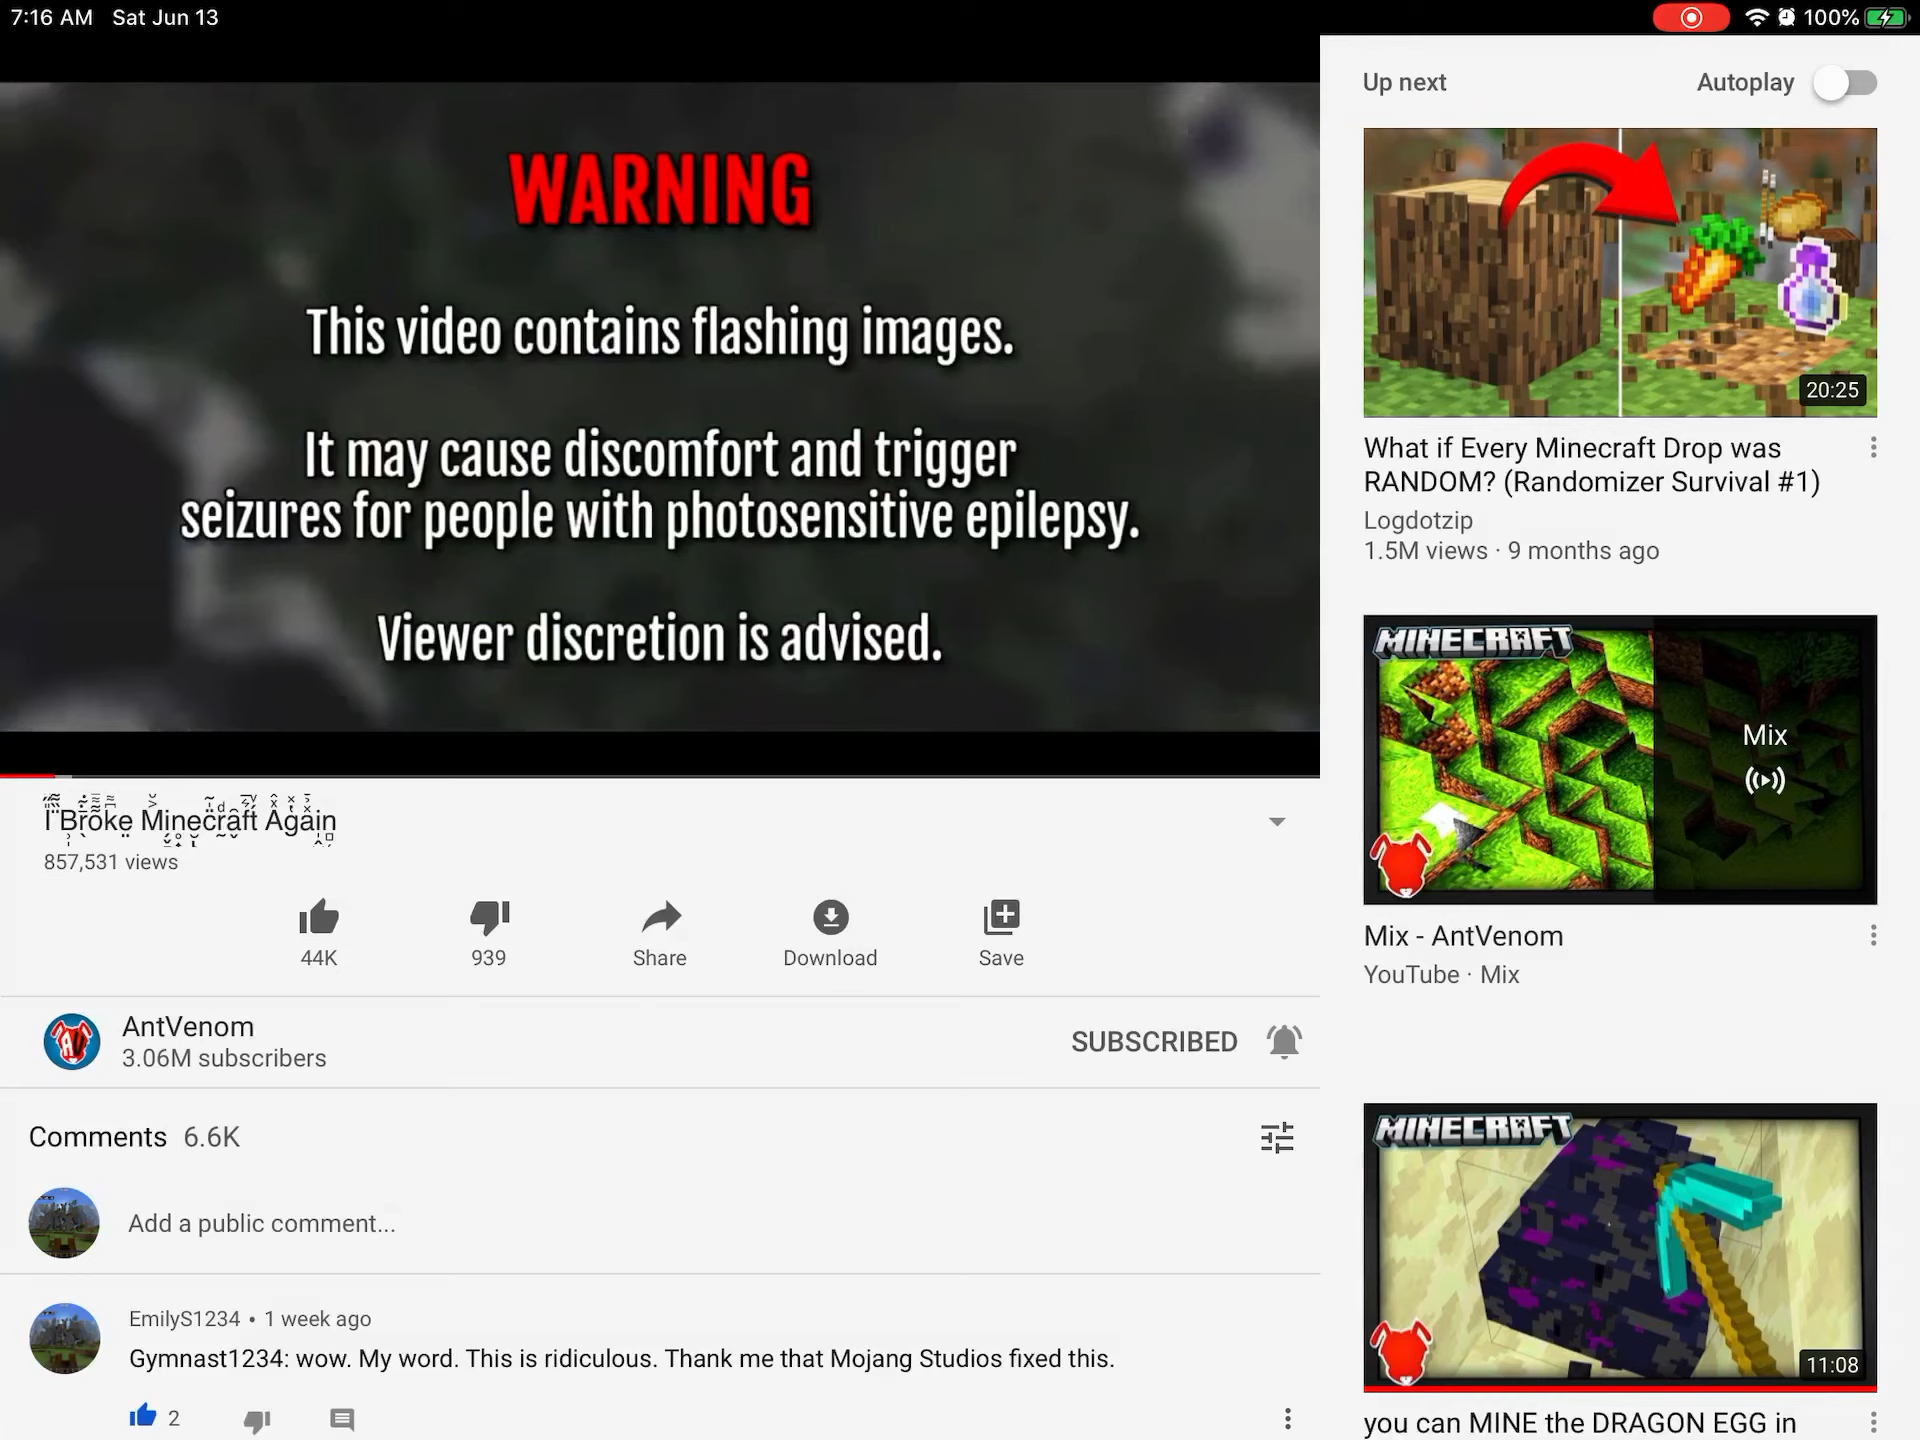 7:16 AM Sat Jun 13
100%
WARNING
This video contains flashing images.
It may cause discomfort and trigger
seizures for people with photosensitive epilepsy.
Viewer discretion is advised.
I Broke Minecraft Again
857,531 views
44K
939
Share
Download
Save
AntVenom
3.06M subscribers
SUBSCRIBED
Comments 6.6K
Add a public comment...
EmilyS1234 • 1 week ago
Gymnast1234: wow. My word. This is ridiculous. Thank me that Mojang Studios fixed this.
2
Up next
Autoplay
20:25
What if Every Minecraft Drop was
RANDOM? (Randomizer Survival #1)
Logdotzip
1.5M views · 9 months ago
MINECRAFT
Mix
Mix - AntVenom
YouTube · Mix
MINECRAFT
11:08
you can MINE the DRAGON EGG in